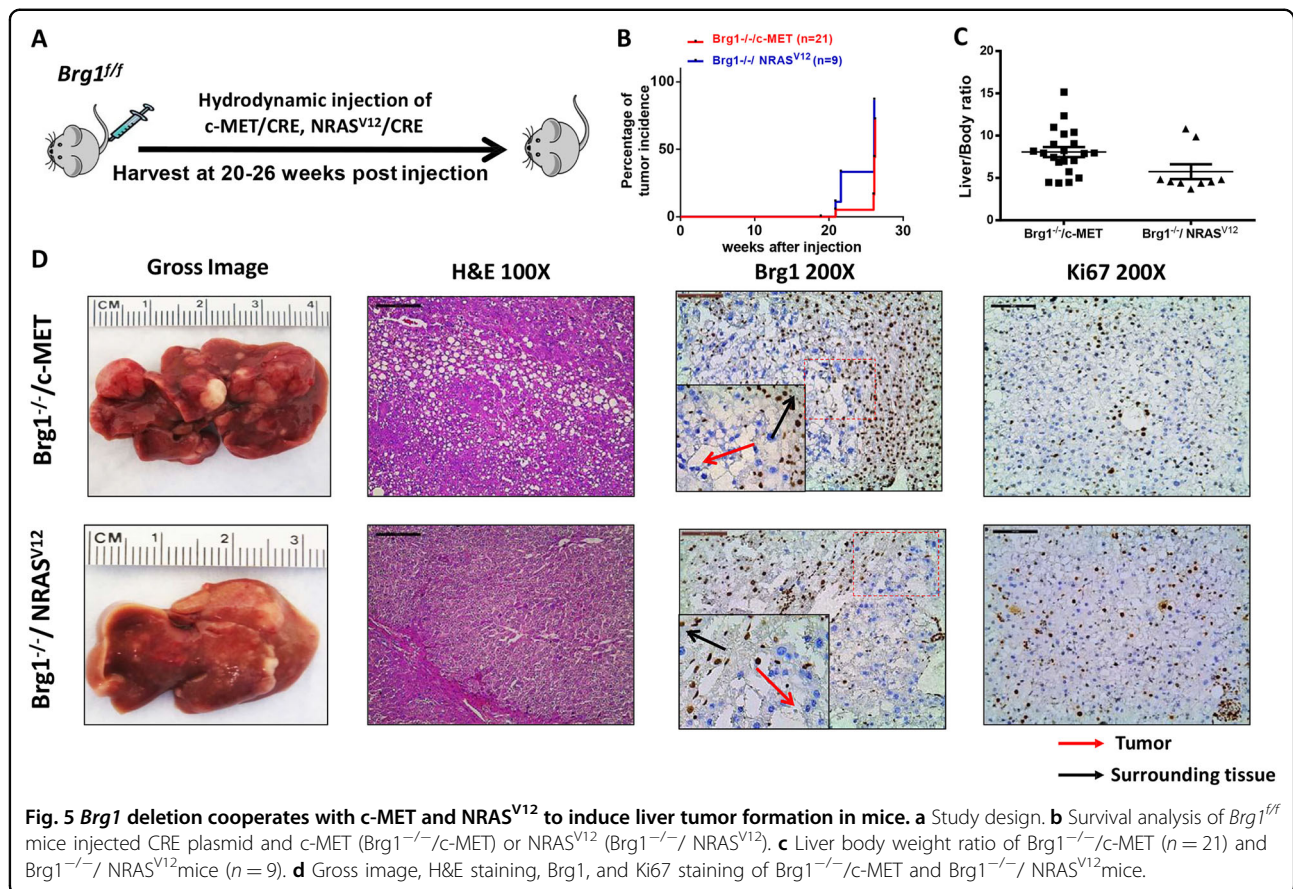 A
Brg1f/f
Hydrodynamic injection of
c-MET/CRE, NRASV12/CRE
Harvest at 20-26 weeks post injection
B
Brg1-/-/c-MET (n=21)
Brg1-/-/ NRASV12 (n=9)
Percentage of
tumor incidence
100
50
0
0 10 20 30
weeks after injection
C
Liver/Body ratio
20
15
10
5
0
Brg1-/-/c-MET Brg1-/-/ NRASV12
D
Gross Image H&E 100X Brg1 200X Ki67 200X
Brg1-/-/c-MET
CM 1 2 3 4
Brg1-/-/ NRASV12
CM 1 2 3
Tumor
Surrounding tissue
Fig. 5 Brg1 deletion cooperates with c-MET and NRASV12 to induce liver tumor formation in mice. a Study design. b Survival analysis of Brg1f/f
mice injected CRE plasmid and c-MET (Brg1−/−/c-MET) or NRASV12 (Brg1−/−/ NRASV12). c Liver body weight ratio of Brg1−/−/c-MET (n = 21) and
Brg1−/−/ NRASV12mice (n = 9). d Gross image, H&E staining, Brg1, and Ki67 staining of Brg1−/−/c-MET and Brg1−/−/ NRASV12mice.